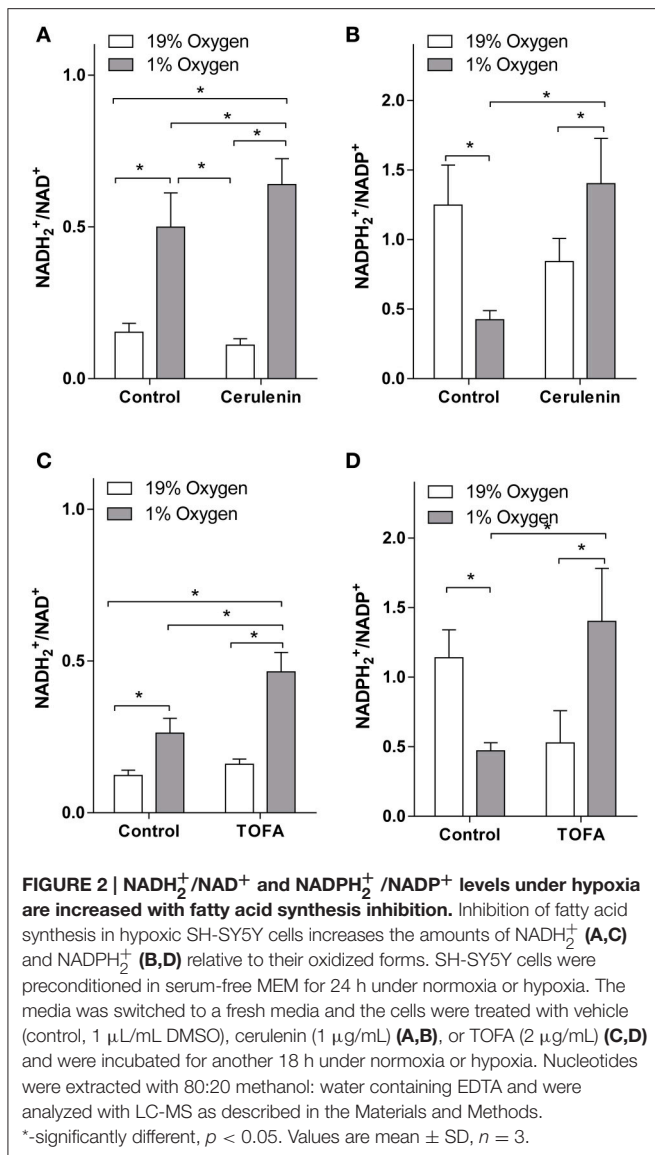 A
19% Oxygen
1% Oxygen
1.0
0.5
0.0
NADH₂⁺/NAD⁺
*
*
*
*
*
Control
Cerulenin
B
19% Oxygen
1% Oxygen
2.0
1.5
1.0
0.5
0.0
NADPH₂⁺/NADP⁺
*
*
*
Control
Cerulenin
C
19% Oxygen
1% Oxygen
1.0
0.5
0.0
NADH₂⁺/NAD⁺
*
*
*
*
Control
TOFA
D
19% Oxygen
1% Oxygen
2.0
1.5
1.0
0.5
0.0
NADPH₂⁺/NADP⁺
*
*
*
Control
TOFA
FIGURE 2 | NADH₂⁺/NAD⁺ and NADPH₂⁺ /NADP⁺ levels under hypoxia
are increased with fatty acid synthesis inhibition. Inhibition of fatty acid
synthesis in hypoxic SH-SY5Y cells increases the amounts of NADH₂⁺ (A,C)
and NADPH₂⁺ (B,D) relative to their oxidized forms. SH-SY5Y cells were
preconditioned in serum-free MEM for 24 h under normoxia or hypoxia. The
media was switched to a fresh media and the cells were treated with vehicle
(control, 1 μL/mL DMSO), cerulenin (1 μg/mL) (A,B), or TOFA (2 μg/mL) (C,D)
and were incubated for another 18 h under normoxia or hypoxia. Nucleotides
were extracted with 80:20 methanol: water containing EDTA and were
analyzed with LC-MS as described in the Materials and Methods.
*-significantly different, p < 0.05. Values are mean ± SD, n = 3.